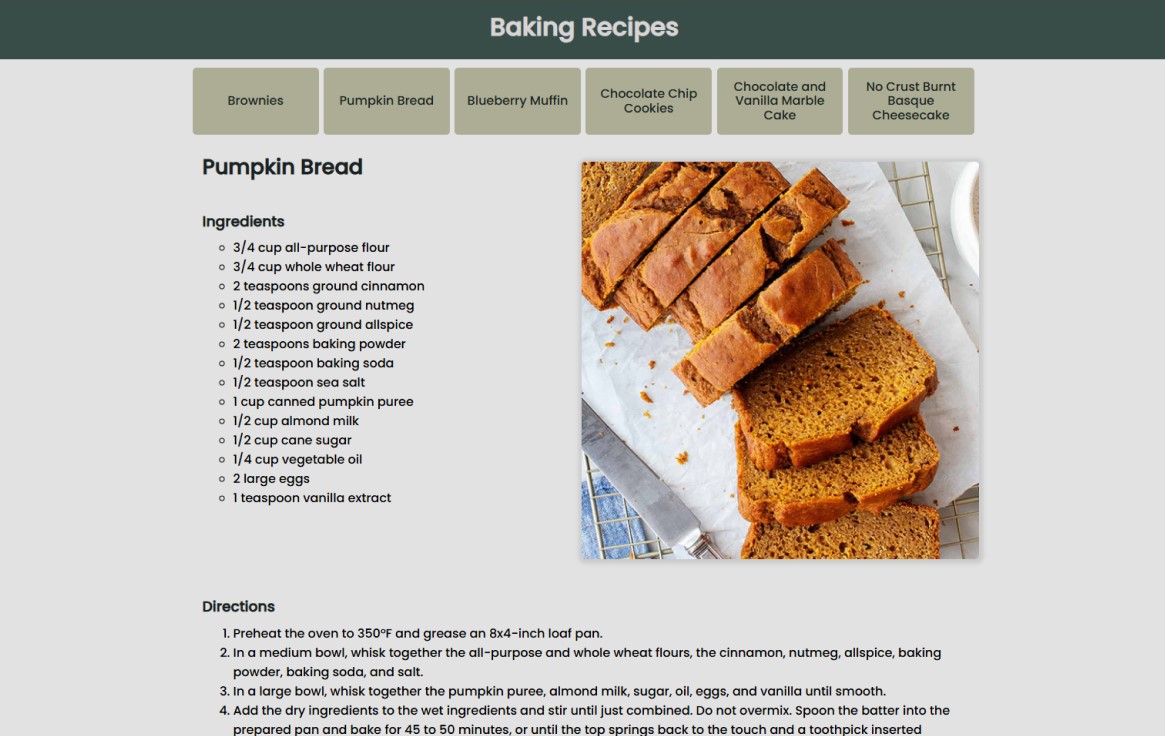 Baking Recipes
Brownies
Pumpkin Bread
Blueberry Muffin
Chocolate Chip
Cookies
Chocolate and
Vanilla Marble
Cake
No Crust Burnt
Basque
Cheesecake
Pumpkin Bread
Ingredients
3/4 cup all-purpose flour
3/4 cup whole wheat flour
2 teaspoons ground cinnamon
1/2 teaspoon ground nutmeg
1/2 teaspoon ground allspice
2 teaspoons baking powder
1/2 teaspoon baking soda
1/2 teaspoon sea salt
1 cup canned pumpkin puree
1/2 cup almond milk
1/2 cup cane sugar
1/4 cup vegetable oil
2 large eggs
1 teaspoon vanilla extract
Directions
1. Preheat the oven to 350°F and grease an 8x4-inch loaf pan.
2. In a medium bowl, whisk together the all-purpose and whole wheat flours, the cinnamon, nutmeg, allspice, baking
powder, baking soda, and salt.
3. In a large bowl, whisk together the pumpkin puree, almond milk, sugar, oil, eggs, and vanilla until smooth.
4. Add the dry ingredients to the wet ingredients and stir until just combined. Do not overmix. Spoon the batter into the
prepared pan and bake for 45 to 50 minutes, or until the top springs back to the touch and a toothpick inserted